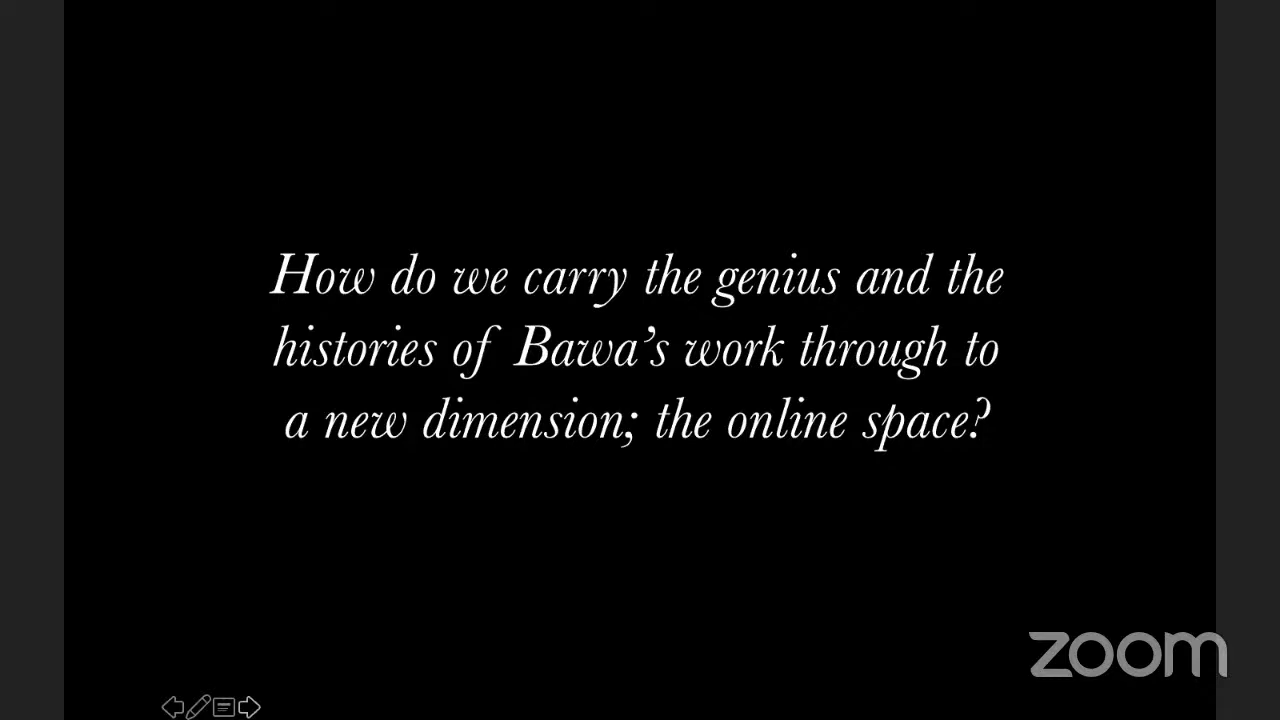 How do we carry the genius and the
histories of Bawa's work through to
a new dimension; the online space?
zoom